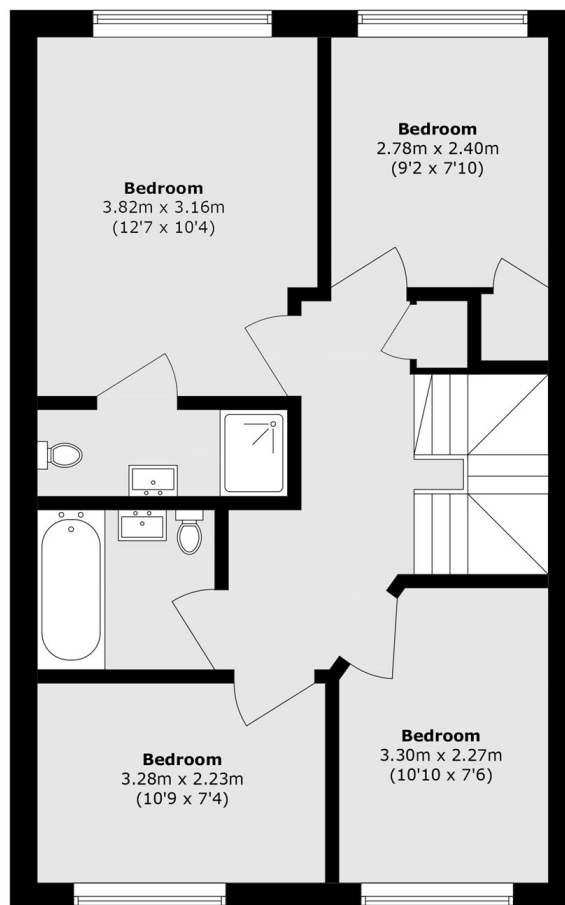 Bedroom
2.78m x 2.40m
(9'2 x 7'10)
Bedroom
3.82m x 3.16m
(12'7 x 10'4)
Bedroom
3.30m x 2.27m
(10'10 x 7'6)
Bedroom
3.28m x 2.23m
(10'9 x 7'4)